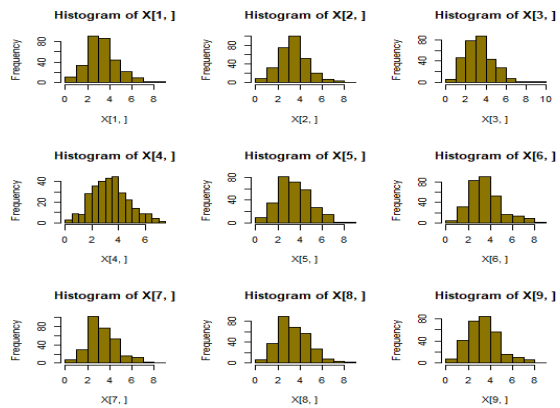 Histogram of X[1, ]
Frequency
0 40 80
0 2 4 6 8
X[1, ]
Histogram of X[2, ]
Frequency
0 40 80
0 2 4 6 8
X[2, ]
Histogram of X[3, ]
Frequency
0 40 80
0 2 4 6 8 10
X[3, ]
Histogram of X[4, ]
Frequency
0 20 40
2 4 6
X[4, ]
Histogram of X[5, ]
Frequency
0 40 80
0 2 4 6 8
X[5, ]
Histogram of X[6, ]
Frequency
0 40 80
0 2 4 6 8
X[6, ]
Histogram of X[7, ]
Frequency
0 40 80
0 2 4 6 8
X[7, ]
Histogram of X[8, ]
Frequency
0 40 80
0 2 4 6 8
X[8, ]
Histogram of X[9, ]
Frequency
0 40 80
0 2 4 6 8
X[9, ]